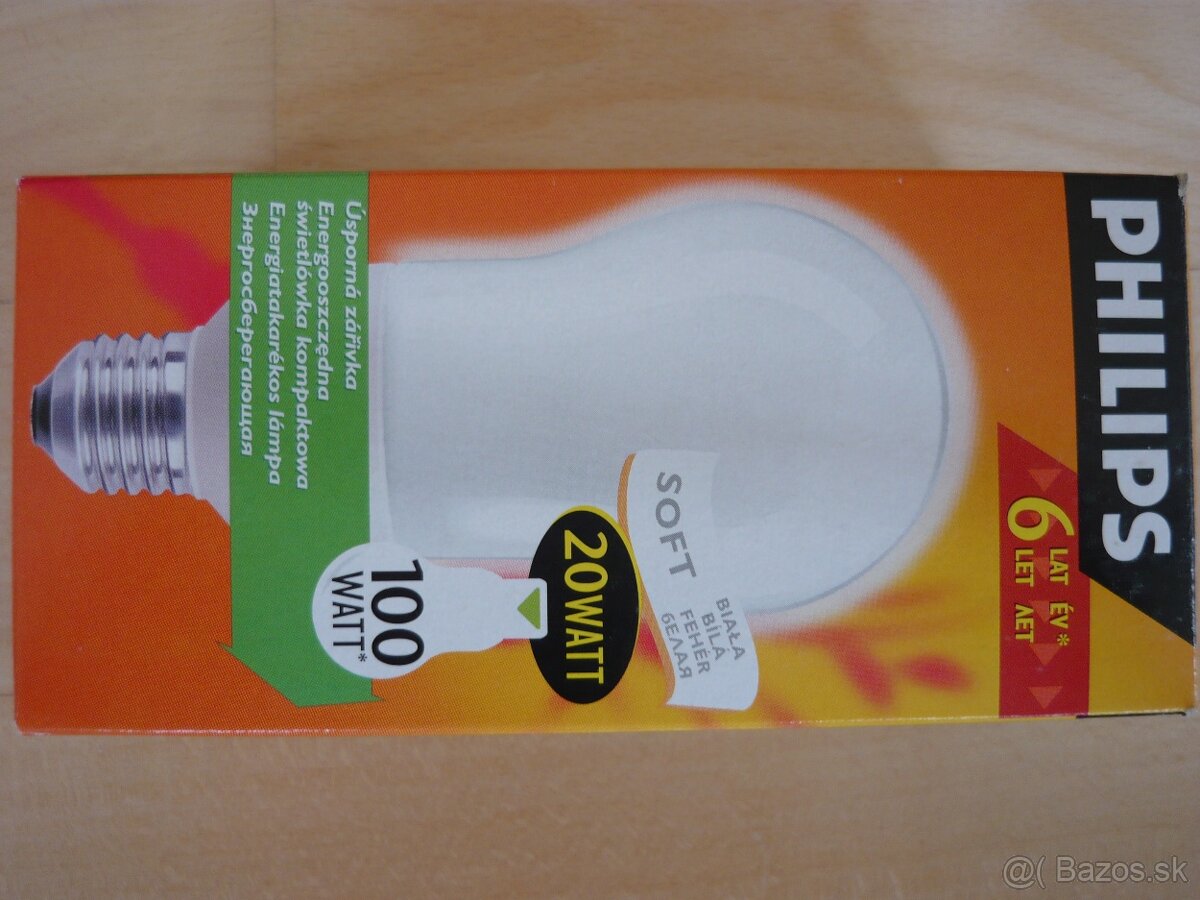 PHILIPS
6 LAT ÉV*
LET ЛЕТ
SOFT
BIAŁA
BÍLÁ
FEHÉR
БЕЛАЯ
20WATT
100
WATT*
Úsporná zářivka
Energooszczędna
świetlówka kompaktowa
Energiatakarékos lámpa
Энергосберегающая
@( Bazos.sk